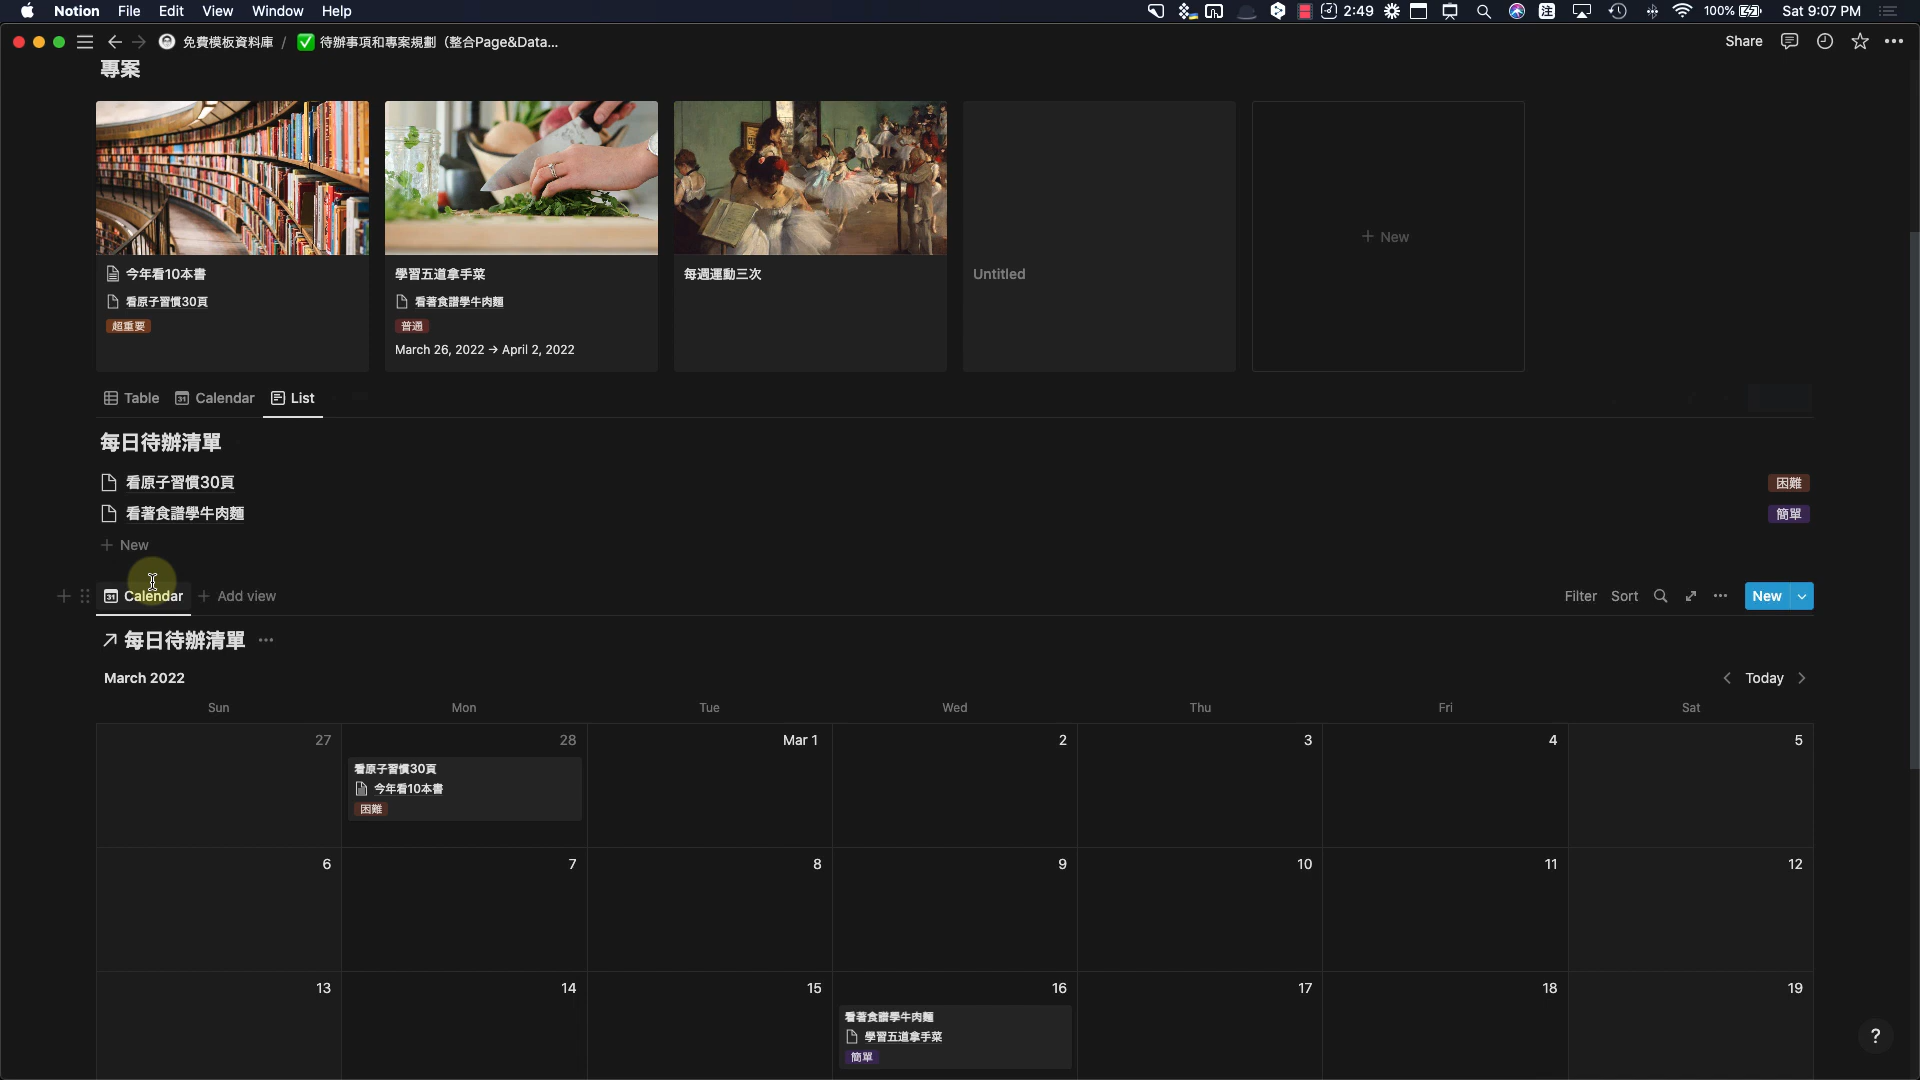 Notion File Edit View Window Help 2:49 100% Sat 9:07 PM
免費模板資料庫 / 待辦事項和專案規劃（整合Page&Data... Share
專案
+ New
今年看10本書 學習五道拿手菜 每週運動三次 Untitled
看原子習慣30頁 看著食譜學牛肉麵
超重要 普通
March 26, 2022 → April 2, 2022
Table Calendar List
每日待辦清單
看原子習慣30頁 困難
看著食譜學牛肉麵 簡單
+ New
Calendar + Add view Filter Sort New
↗ 每日待辦清單 ...
March 2022 Today
Sun Mon Tue Wed Thu Fri Sat
27 28 Mar 1 2 3 4 5
看原子習慣30頁
今年看10本書
困難
6 7 8 9 10 11 12
13 14 15 16 17 18 19
看著食譜學牛肉麵
學習五道拿手菜
簡單
?